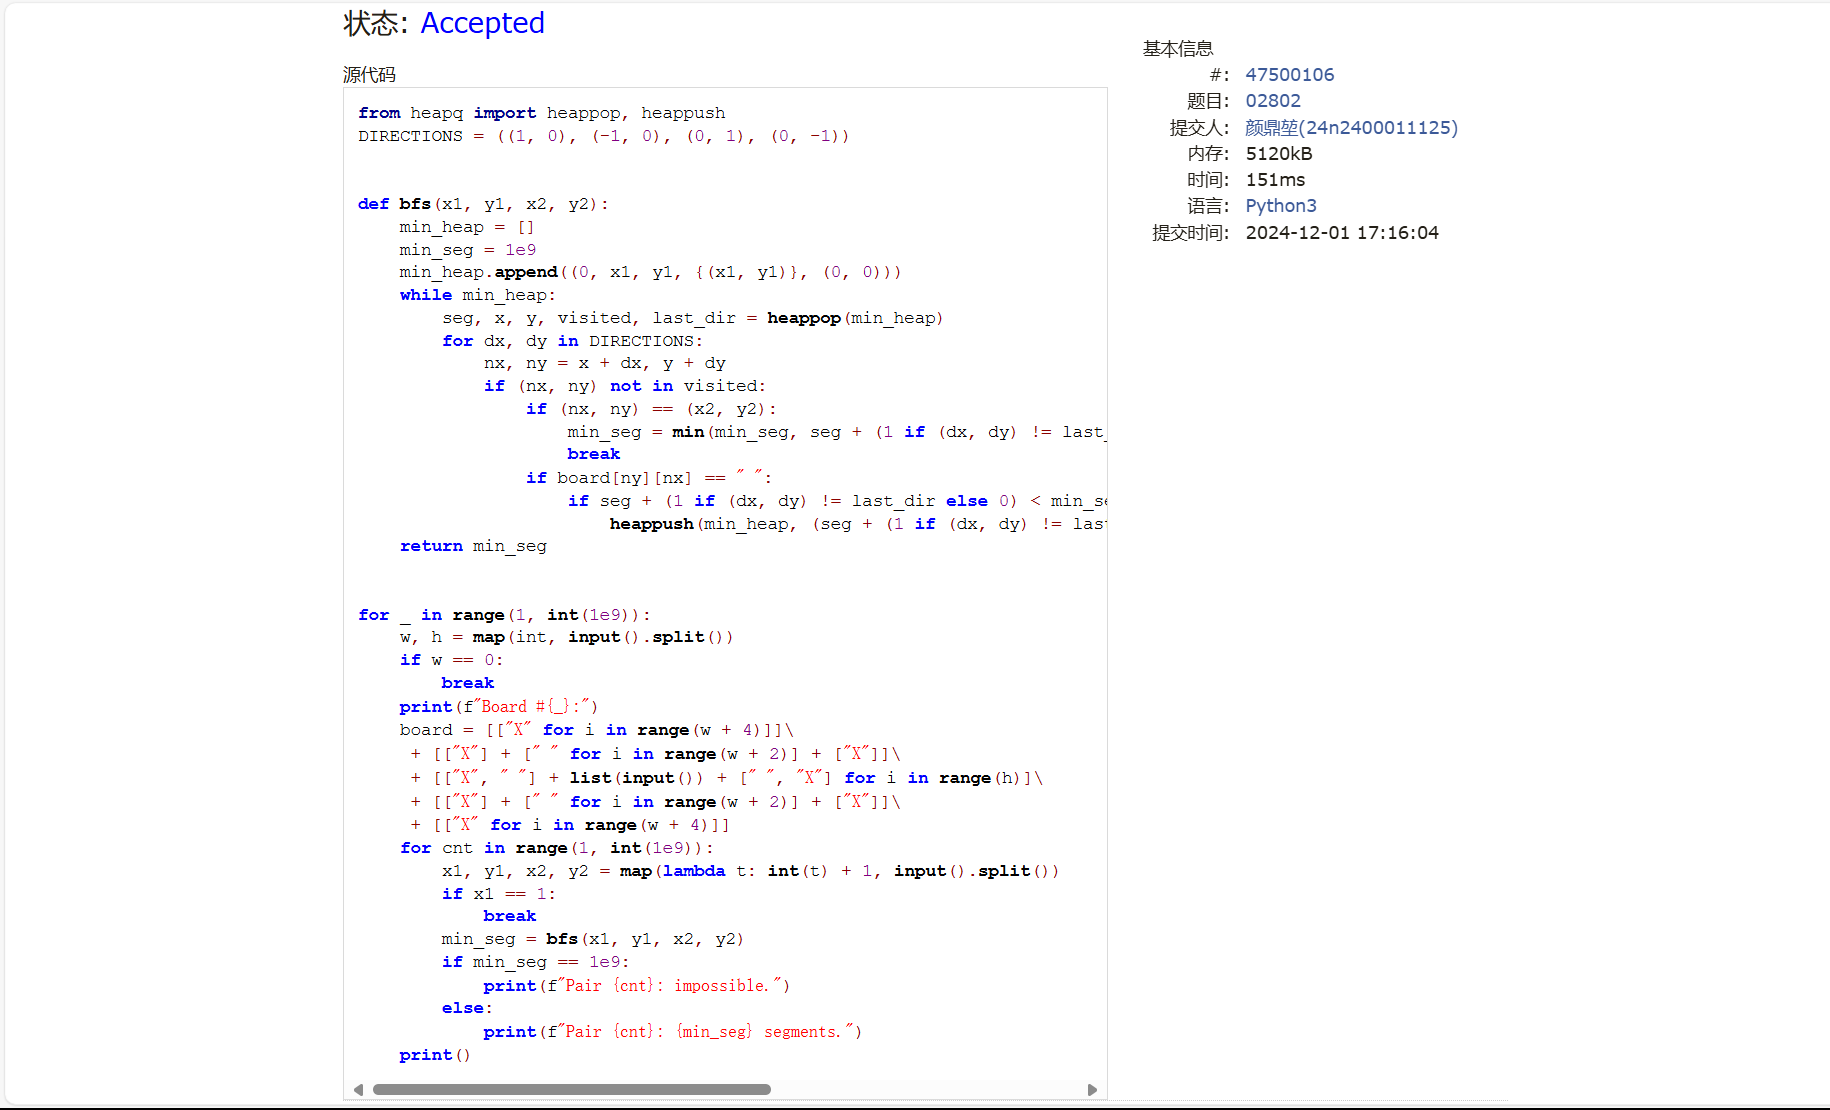 状态: Accepted
源代码
from heapq import heappop, heappush
DIRECTIONS = ((1, 0), (-1, 0), (0, 1), (0, -1))
def bfs(x1, y1, x2, y2):
    min_heap = []
    min_seg = 1e9
    min_heap.append((0, x1, y1, {(x1, y1)}, (0, 0)))
    while min_heap:
        seg, x, y, visited, last_dir = heappop(min_heap)
        for dx, dy in DIRECTIONS:
            nx, ny = x + dx, y + dy
            if (nx, ny) not in visited:
                if (nx, ny) == (x2, y2):
                    min_seg = min(min_seg, seg + (1 if (dx, dy) != last_
                    break
                if board[ny][nx] == " ":
                    if seg + (1 if (dx, dy) != last_dir else 0) < min_se
                        heappush(min_heap, (seg + (1 if (dx, dy) != las
    return min_seg
for _ in range(1, int(1e9)):
    w, h = map(int, input().split())
    if w == 0:
        break
    print(f"Board #{_}:")
    board = [["X" for i in range(w + 4)]]\
     + [["X"] + [" " for i in range(w + 2)] + ["X"]]\
     + [["X", " "] + list(input()) + [" ", "X"] for i in range(h)]\
     + [["X"] + [" " for i in range(w + 2)] + ["X"]]\
     + [["X" for i in range(w + 4)]]
    for cnt in range(1, int(1e9)):
        x1, y1, x2, y2 = map(lambda t: int(t) + 1, input().split())
        if x1 == 1:
            break
        min_seg = bfs(x1, y1, x2, y2)
        if min_seg == 1e9:
            print(f"Pair {cnt}: impossible.")
        else:
            print(f"Pair {cnt}: {min_seg} segments.")
    print()
基本信息
#: 47500106
题目: 02802
提交人: 颜鼎堃(24n2400011125)
内存: 5120kB
时间: 151ms
语言: Python3
提交时间: 2024-12-01 17:16:04